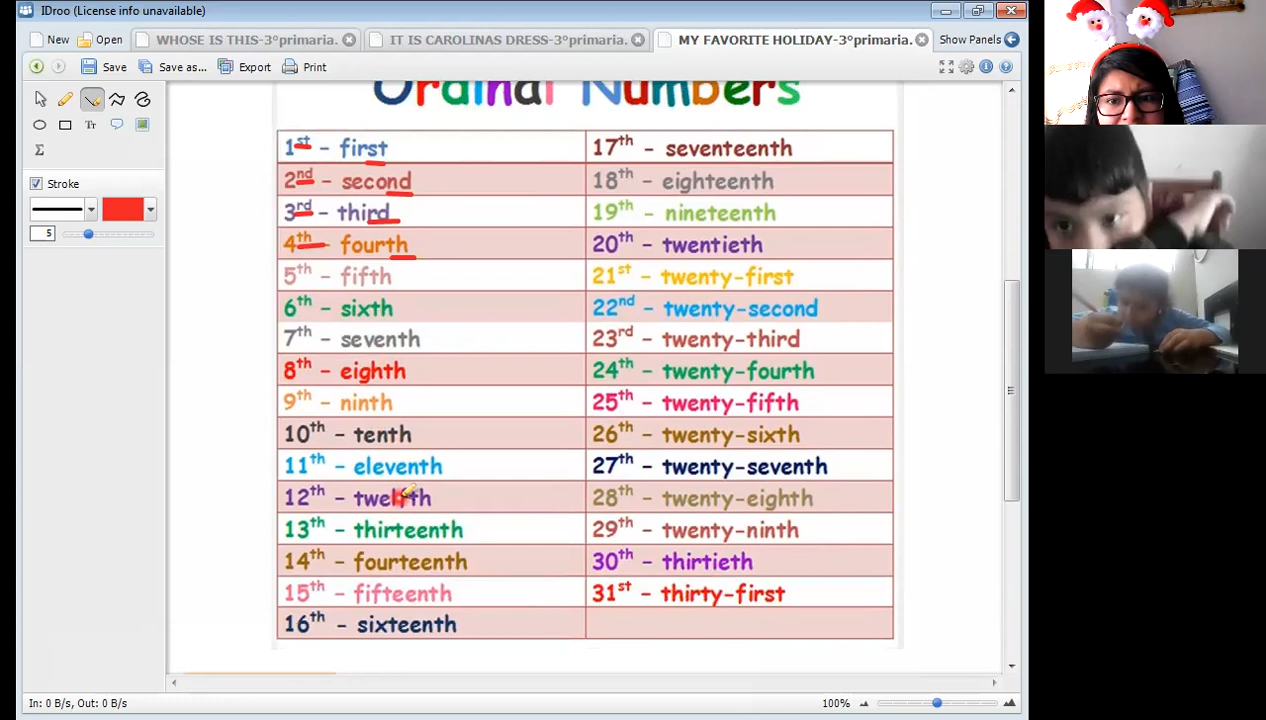 IDroo (License info unavailable)
New Open WHOSE IS THIS-3°primaria. IT IS CAROLINAS DRESS-3°primaria. MY FAVORITE HOLIDAY-3°primaria. Show Panels
Save Save as... Export Print
Tr
Σ
Stroke
5
Ordinal Numbers
1st - first
2nd - second
3rd - third
4th - fourth
5th - fifth
6th - sixth
7th - seventh
8th - eighth
9th - ninth
10th - tenth
11th - eleventh
12th - twelfth
13th - thirteenth
14th - fourteenth
15th - fifteenth
16th - sixteenth
17th - seventeenth
18th - eighteenth
19th - nineteenth
20th - twentieth
21st - twenty-first
22nd - twenty-second
23rd - twenty-third
24th - twenty-fourth
25th - twenty-fifth
26th - twenty-sixth
27th - twenty-seventh
28th - twenty-eighth
29th - twenty-ninth
30th - thirtieth
31st - thirty-first
In: 0 B/s, Out: 0 B/s
100%